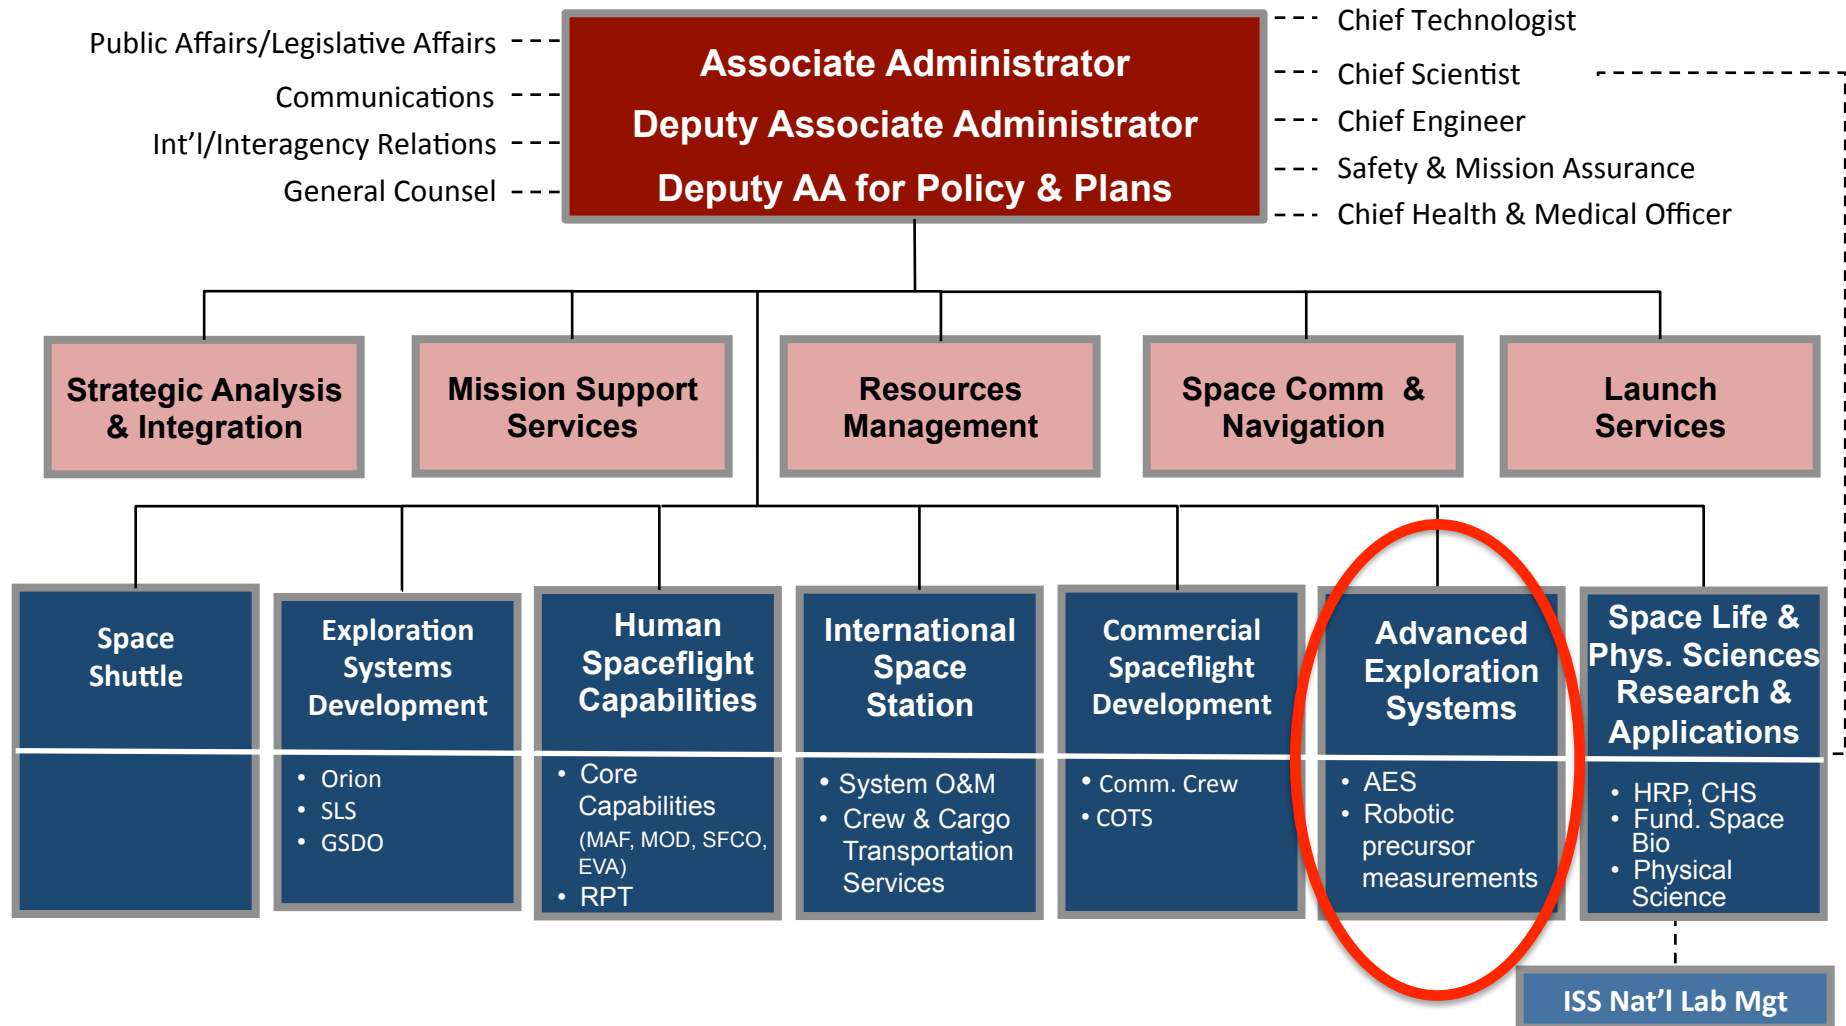 Public Affairs/Legislative Affairs
Communications
Int'l/Interagency Relations
General Counsel
Associate Administrator
Deputy Associate Administrator
Deputy AA for Policy & Plans
Chief Technologist
Chief Scientist
Chief Engineer
Safety & Mission Assurance
Chief Health & Medical Officer
Strategic Analysis
& Integration
Mission Support
Services
Resources
Management
Space Comm &
Navigation
Launch
Services
Space
Shuttle
Exploration
Systems
Development
• Orion
• SLS
• GSDO
Human
Spaceflight
Capabilities
• Core
Capabilities
(MAF, MOD, SFCO,
EVA)
• RPT
International
Space
Station
• System O&M
• Crew & Cargo
Transportation
Services
Commercial
Spaceflight
Development
• Comm. Crew
• COTS
Advanced
Exploration
Systems
• AES
• Robotic
precursor
measurements
Space Life &
Phys. Sciences
Research &
Applications
• HRP, CHS
• Fund. Space
Bio
• Physical
Science
ISS Nat'l Lab Mgt